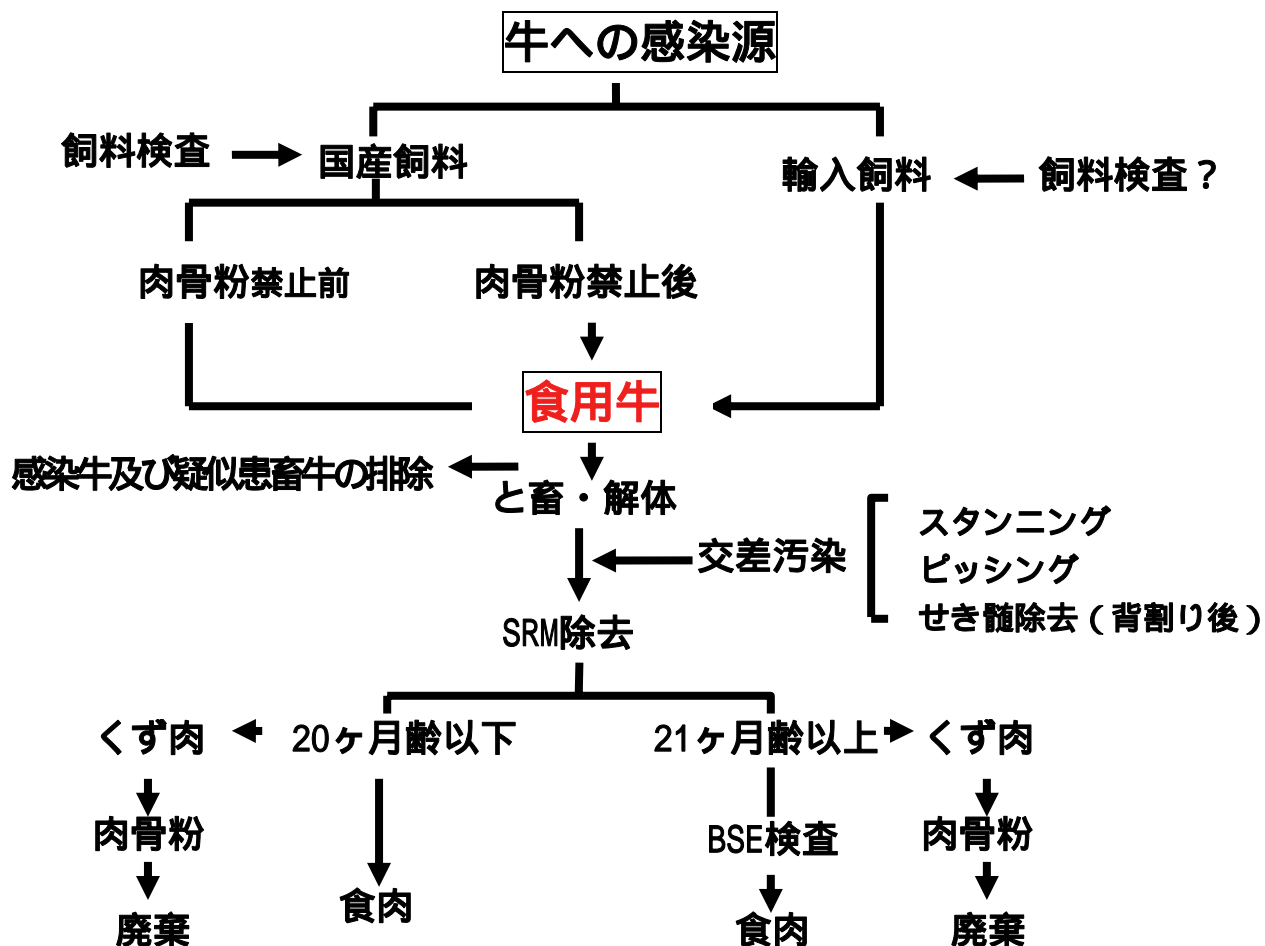 牛への感染源
飼料検査
国産飼料
輸入飼料
飼料検査？
肉骨粉禁止前
肉骨粉禁止後
食用牛
感染牛及び疑似患畜牛の排除
と畜・解体
交差汚染
スタンニング
ピッシング
せき髄除去（背割り後）
SRM除去
くず肉
20ヶ月齢以下
21ヶ月齢以上
くず肉
肉骨粉
BSE検査
肉骨粉
食肉
廃棄
食肉
廃棄